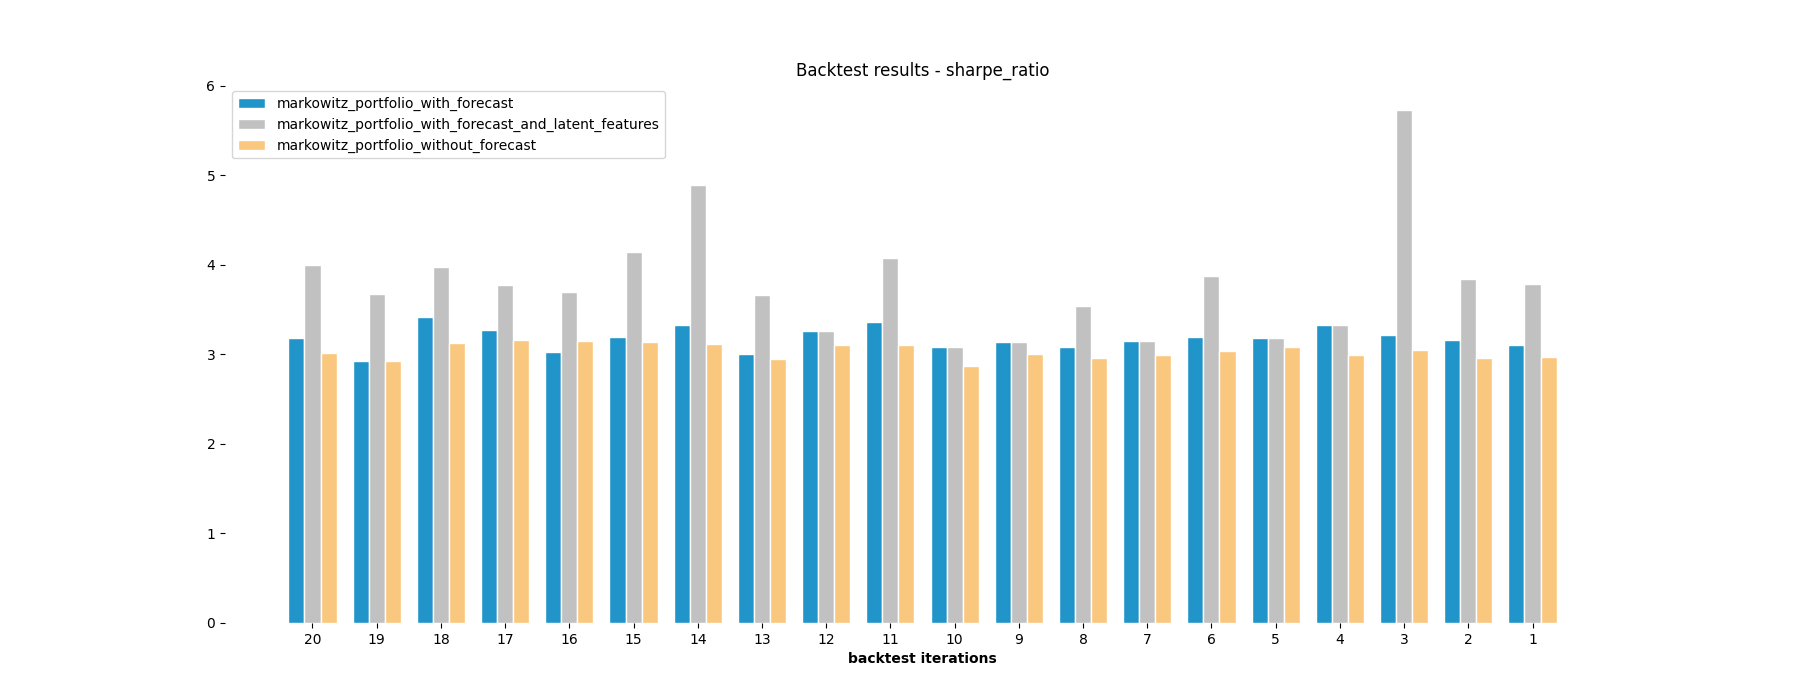 Backtest results - sharpe_ratio
6
markowitz_portfolio_with_forecast
markowitz_portfolio_with_forecast_and_latent_features
markowitz_portfolio_without_forecast
5
4
3
2
1
0
20 19 18 17 16 15 14 13 12 11 10 9 8 7 6 5 4 3 2 1
backtest iterations